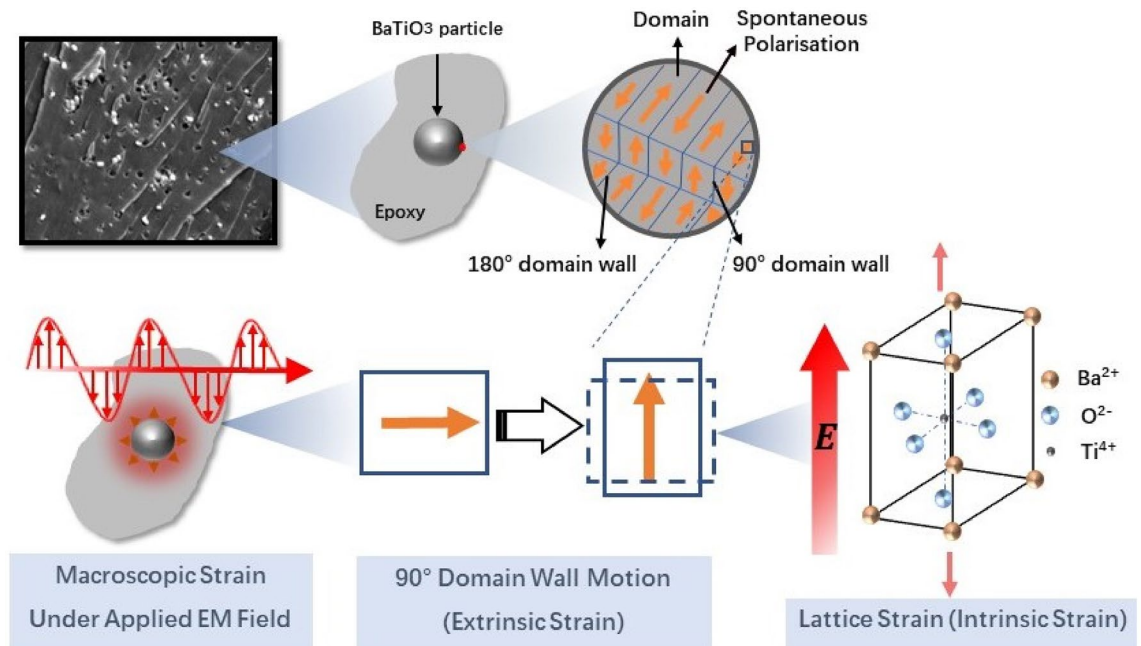 BaTiO3 particle
Domain
Spontaneous
Polarisation
Epoxy
180° domain wall
90° domain wall
E
Ba²⁺
O²⁻
Ti⁴⁺
Macroscopic Strain
Under Applied EM Field
90° Domain Wall Motion
(Extrinsic Strain)
Lattice Strain (Intrinsic Strain)